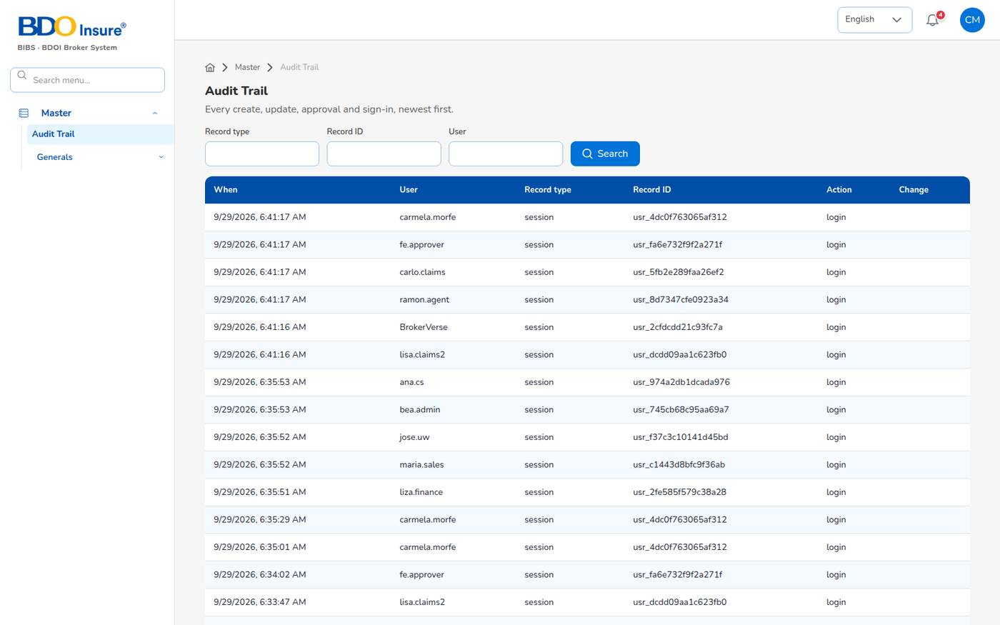 BDO Insure®
BIBS · BDOI Broker System
Search menu...
Master
Audit Trail
Generals
English
4
CM
Master Audit Trail
Audit Trail
Every create, update, approval and sign-in, newest first.
Record type Record ID User
Search
When User Record type Record ID Action Change
9/29/2026, 6:41:17 AM carmela.morfe session usr_4dc0f763065af312 login
9/29/2026, 6:41:17 AM fe.approver session usr_fa6e732f9f2a271f login
9/29/2026, 6:41:17 AM carlo.claims session usr_5fb2e289faa26ef2 login
9/29/2026, 6:41:17 AM ramon.agent session usr_8d7347cfe0923a34 login
9/29/2026, 6:41:16 AM BrokerVerse session usr_2cfdcdd21c93fc7a login
9/29/2026, 6:41:16 AM lisa.claims2 session usr_dcdd09aa1c623fb0 login
9/29/2026, 6:35:53 AM ana.cs session usr_974a2db1dcada976 login
9/29/2026, 6:35:53 AM bea.admin session usr_745cb68c95aa69a7 login
9/29/2026, 6:35:52 AM jose.uw session usr_f37c3c10141d45bd login
9/29/2026, 6:35:52 AM maria.sales session usr_c1443d8bfc9f36ab login
9/29/2026, 6:35:51 AM liza.finance session usr_2fe585f579c38a28 login
9/29/2026, 6:35:29 AM carmela.morfe session usr_4dc0f763065af312 login
9/29/2026, 6:35:01 AM carmela.morfe session usr_4dc0f763065af312 login
9/29/2026, 6:34:02 AM fe.approver session usr_fa6e732f9f2a271f login
9/29/2026, 6:33:47 AM lisa.claims2 session usr_dcdd09aa1c623fb0 login